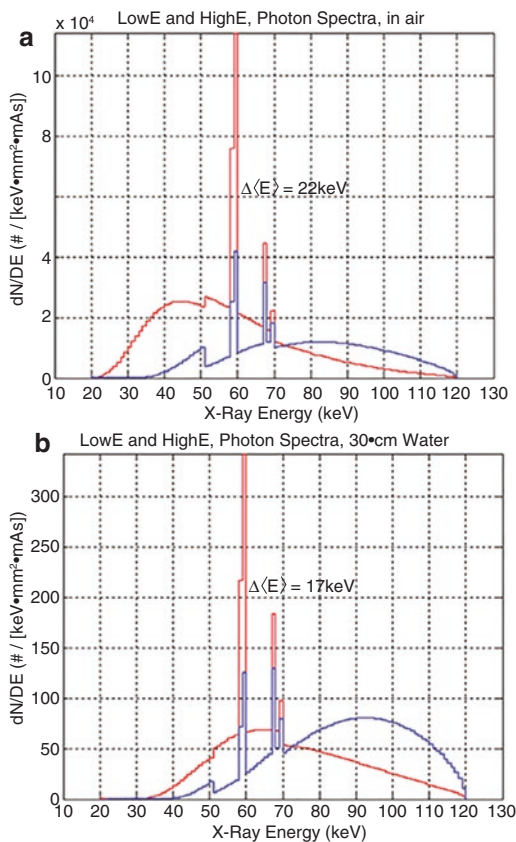 a
LowE and HighE, Photon Spectra, in air
x 10⁴
10
8
6
4
2
0
Δ⟨E⟩ = 22keV
dN/DE (# / [keV•mm²•mAs])
10 20 30 40 50 60 70 80 90 100 110 120 130
X-Ray Energy (keV)
b
LowE and HighE, Photon Spectra, 30•cm Water
300
250
200
150
100
50
0
Δ⟨E⟩ = 17keV
dN/DE (# / [keV•mm²•mAs])
10 20 30 40 50 60 70 80 90 100 110 120 130
X-Ray Energy (keV)